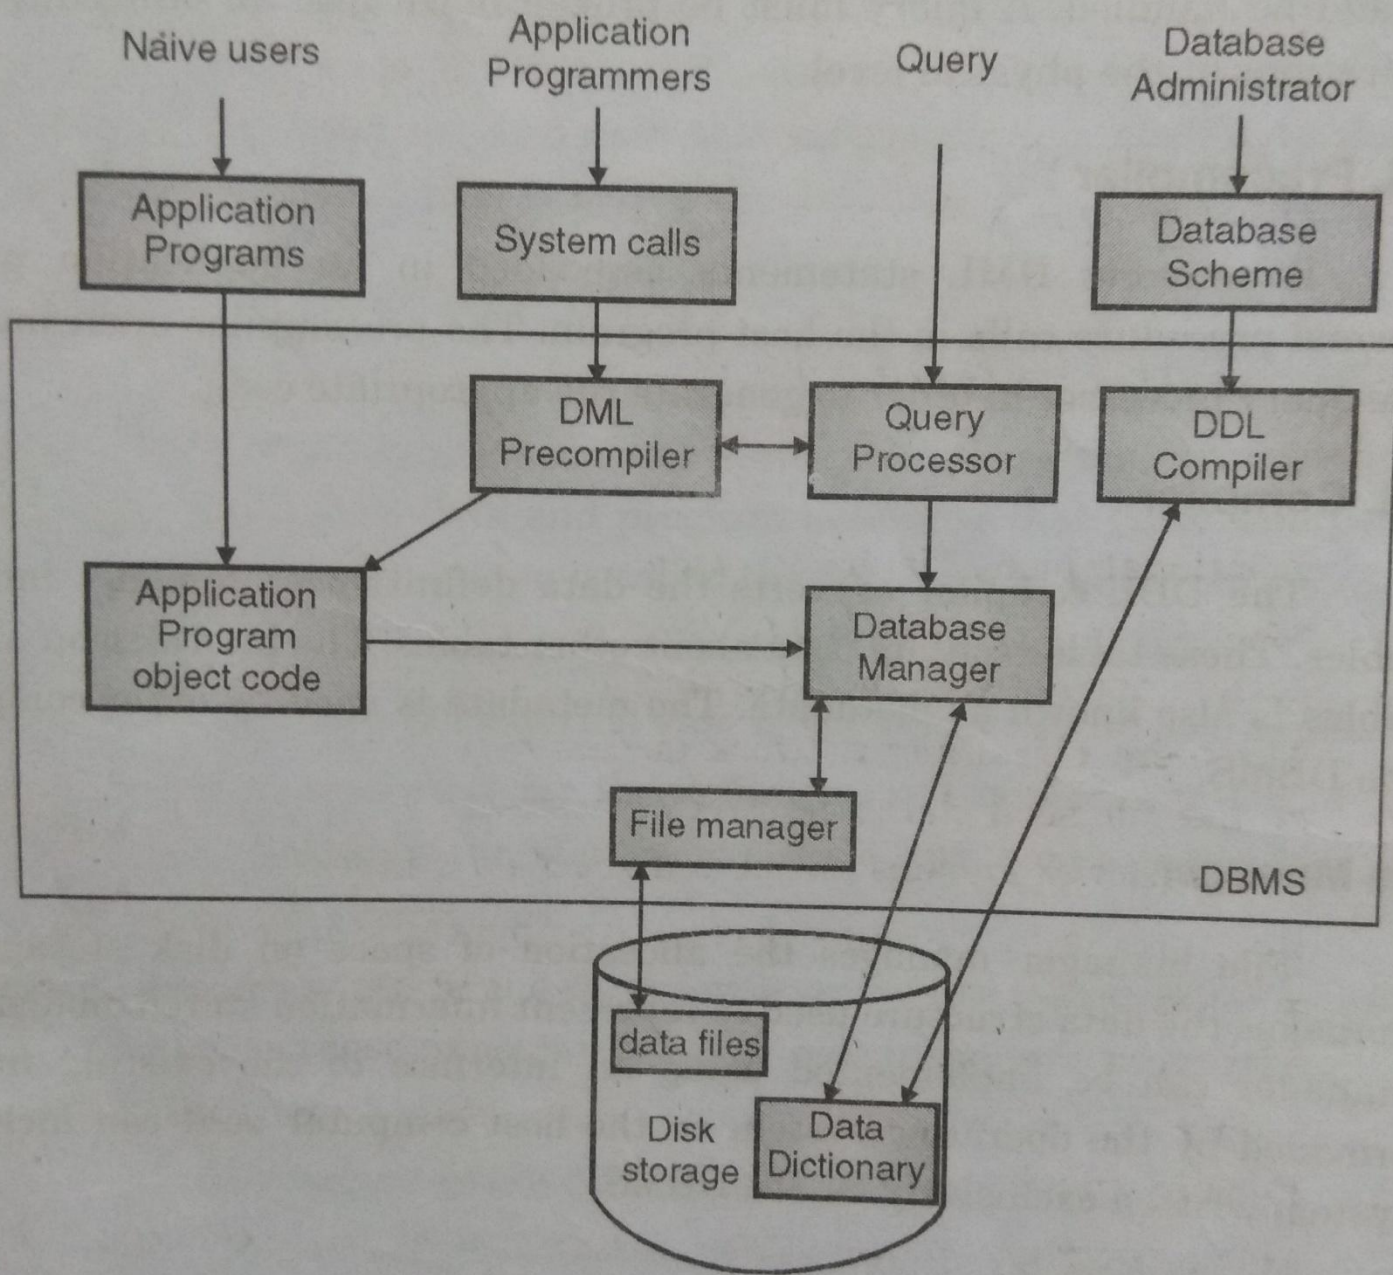 Naive users
Application
Programmers
Query
Database
Administrator
Application
Programs
System calls
Database
Scheme
DML
Precompiler
Query
Processor
DDL
Compiler
Application
Program
object code
Database
Manager
File manager
DBMS
data files
Disk
storage
Data
Dictionary